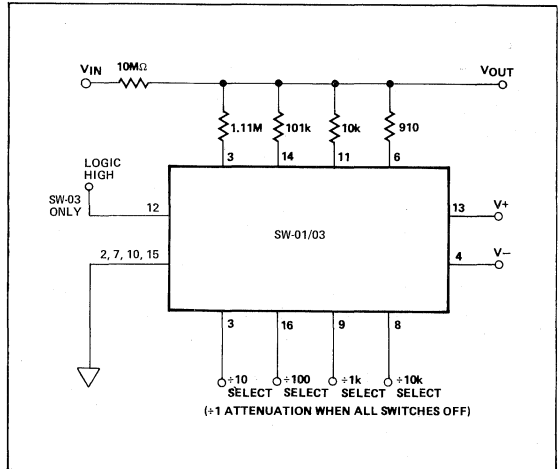 VIN
10MΩ
VOUT
1.11M
101k
10k
910
3
14
11
6
LOGIC
HIGH
SW-03
ONLY
12
13
V+
SW-01/03
2, 7, 10, 15
4
V−
3
16
9
8
÷10
÷100
÷1k
÷10k
SELECT
SELECT
SELECT
SELECT
(÷1 ATTENUATION WHEN ALL SWITCHES OFF)